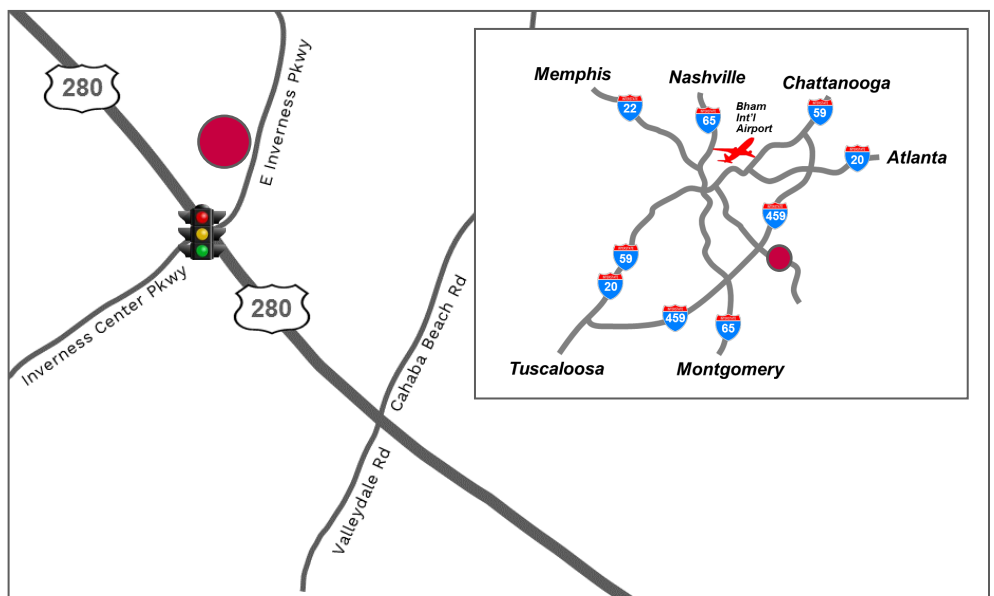 280
E Inverness Pkwy
Inverness Center Pkwy
280
Cahaba Beach Rd
Valleydale Rd
Memphis
Nashville
Chattanooga
22
65
Bham
Int'l
Airport
59
20
Atlanta
459
59
20
459
65
Tuscaloosa
Montgomery